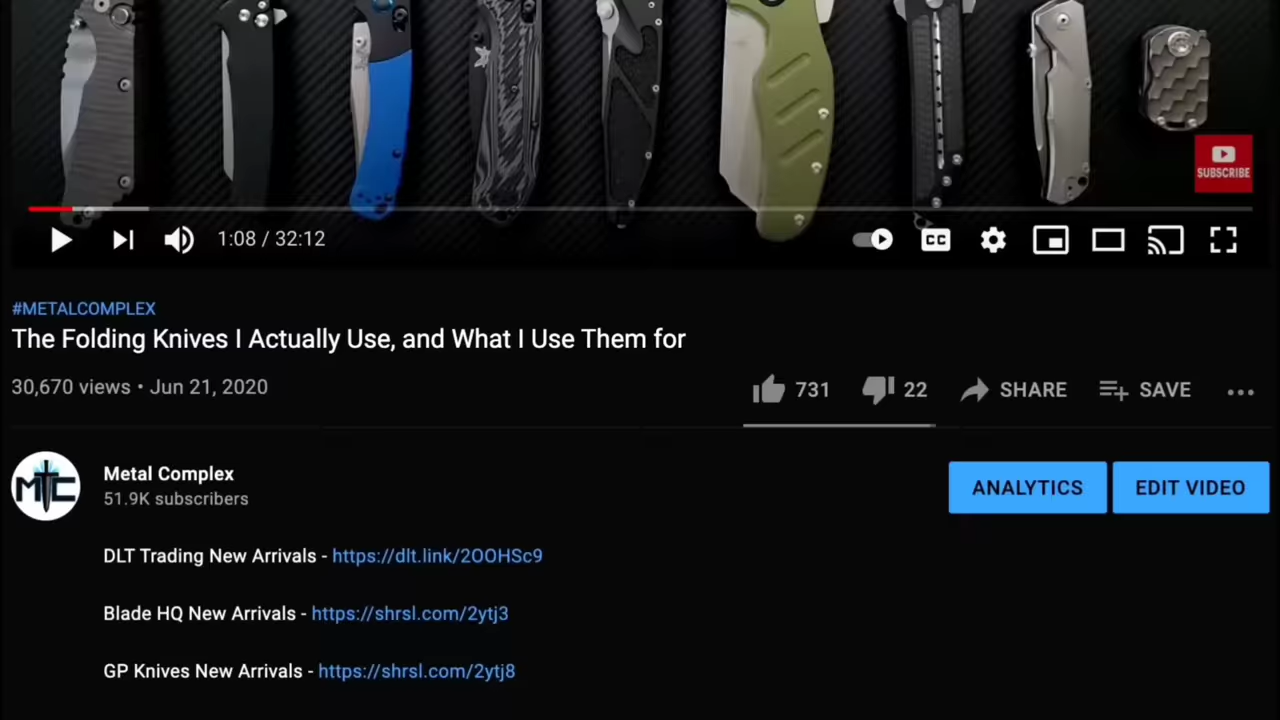 SUBSCRIBE
1:08 / 32:12
CC
#METALCOMPLEX
The Folding Knives I Actually Use, and What I Use Them for
30,670 views • Jun 21, 2020
731 22 SHARE SAVE
MTC
Metal Complex
51.9K subscribers
ANALYTICS EDIT VIDEO
DLT Trading New Arrivals - https://dlt.link/2OOHSc9
Blade HQ New Arrivals - https://shrsl.com/2ytj3
GP Knives New Arrivals - https://shrsl.com/2ytj8